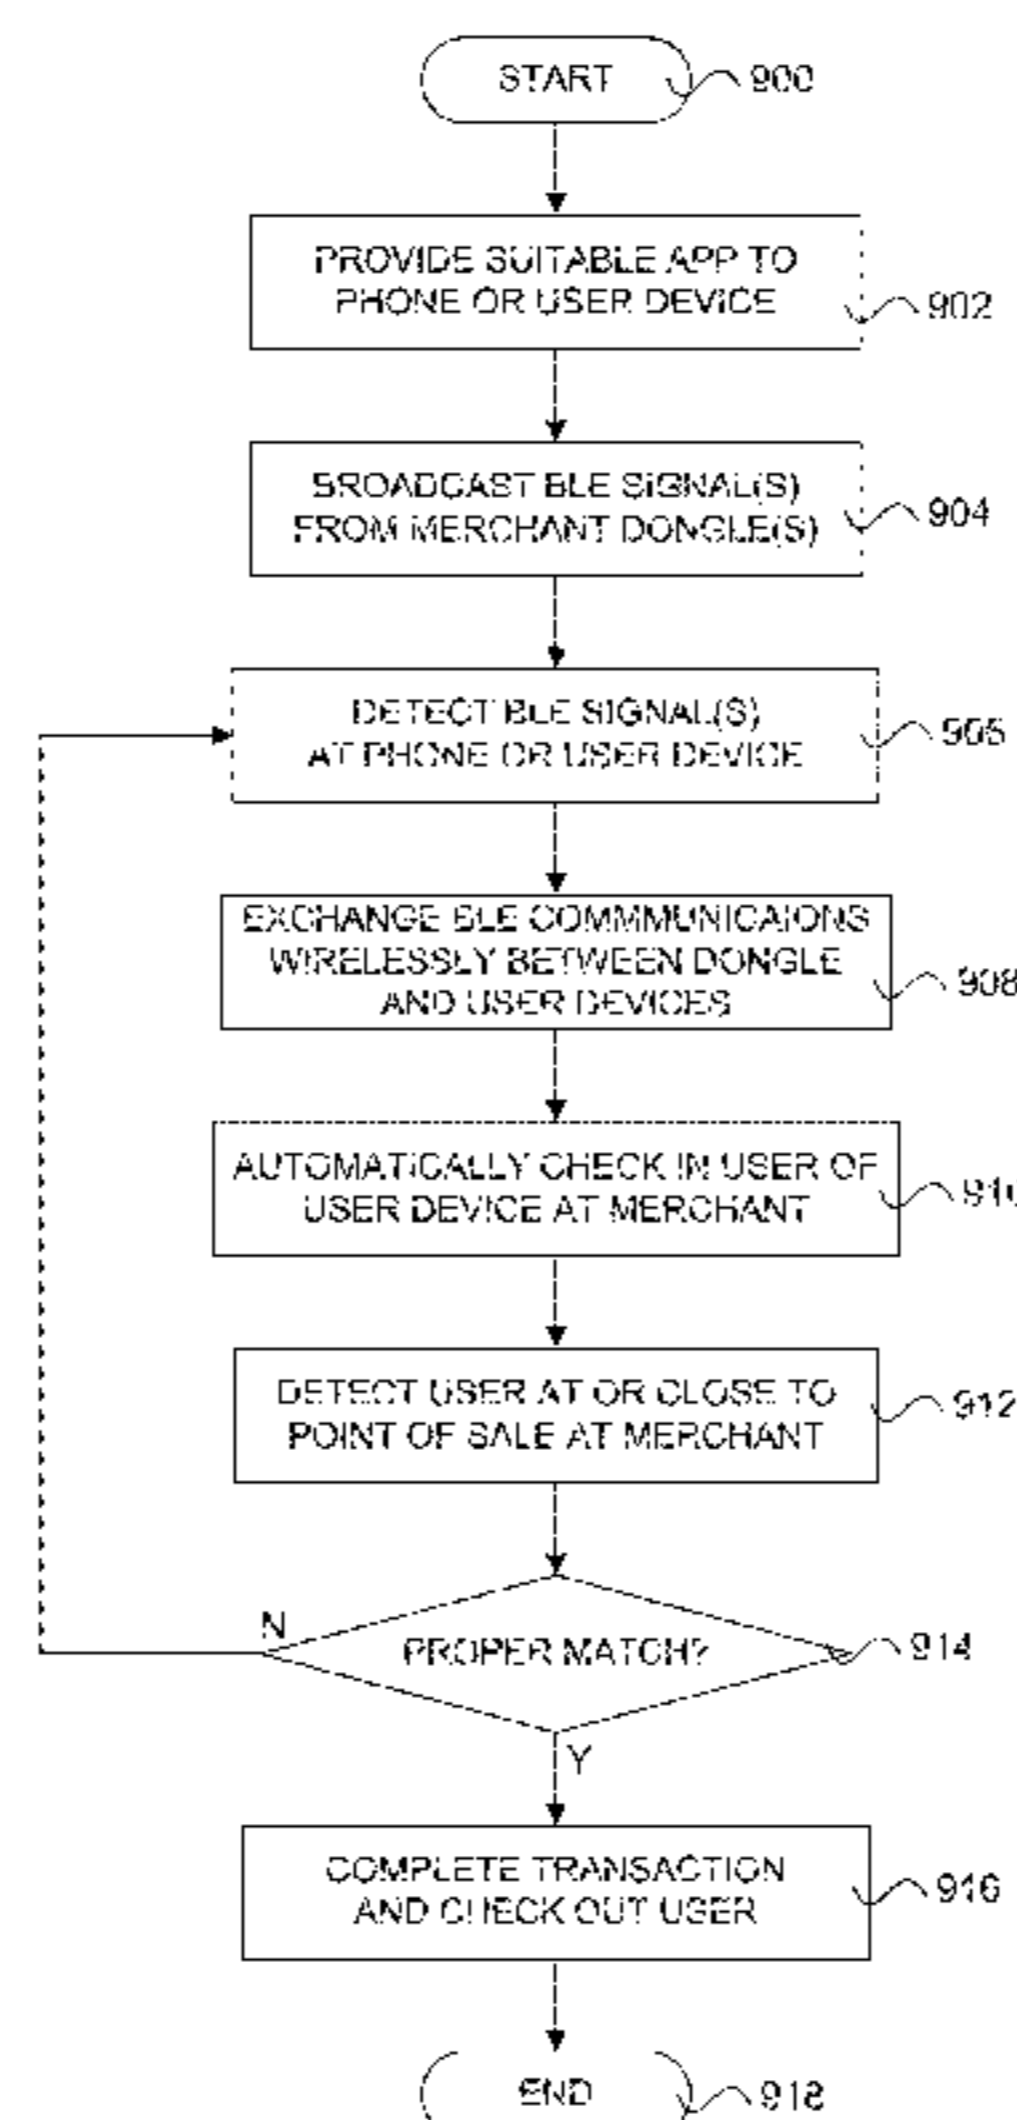 START 900
PROVIDE SUITABLE APP TO
PHONE OR USER DEVICE
902
BROADCAST BLE SIGNAL(S)
FROM MERCHANT DONGLE(S)
904
DETECT BLE SIGNAL(S)
AT PHONE OR USER DEVICE
906
EXCHANGE BLE COMMMUNICAIONS
WIRELESSLY BETWEEN DONGLE
AND USER DEVICES
908
AUTOMATICALLY CHECK IN USER OF
USER DEVICE AT MERCHANT
910
DETECT USER AT OR CLOSE TO
POINT OF SALE AT MERCHANT
912
N
PROPER MATCH? 914
Y
COMPLETE TRANSACTION
AND CHECK OUT USER
916
END 918